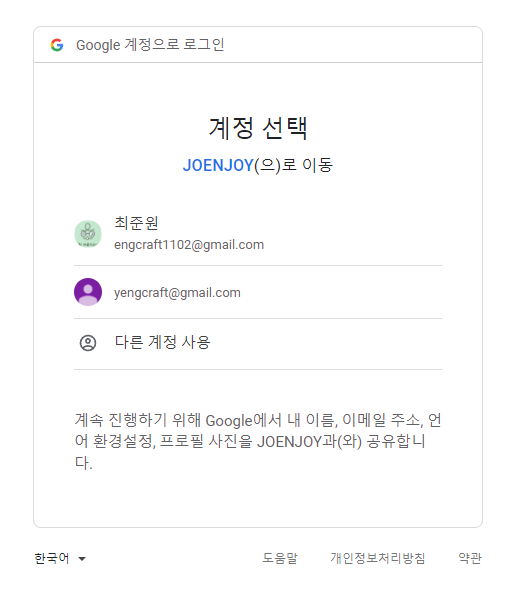 Google 계정으로 로그인
계정 선택
JOENJOY(으)로 이동
최준원
engcraft1102@gmail.com
yengcraft@gmail.com
다른 계정 사용
계속 진행하기 위해 Google에서 내 이름, 이메일 주소, 언
어 환경설정, 프로필 사진을 JOENJOY과(와) 공유합니
다.
한국어
도움말 개인정보처리방침 약관